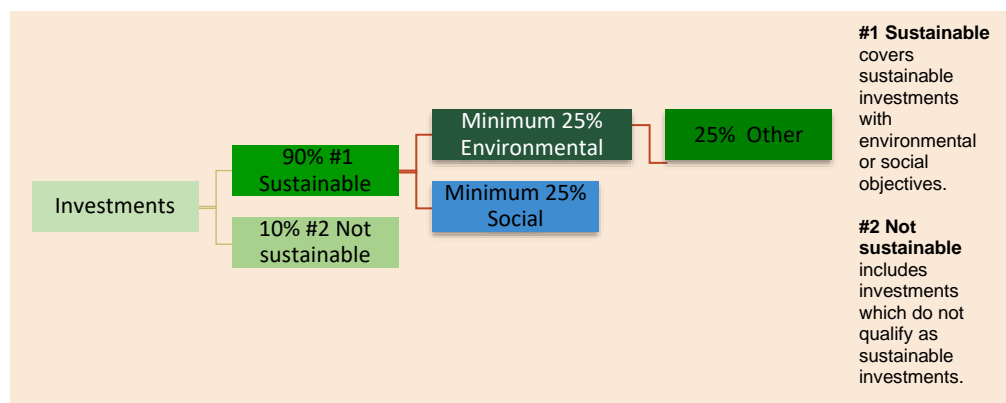 Investments
90% #1
Sustainable
10% #2 Not
sustainable
Minimum 25%
Environmental
Minimum 25%
Social
25%  Other
#1 Sustainable
covers
sustainable
investments
with
environmental
or social
objectives.
#2 Not
sustainable
includes
investments
which do not
qualify as
sustainable
investments.